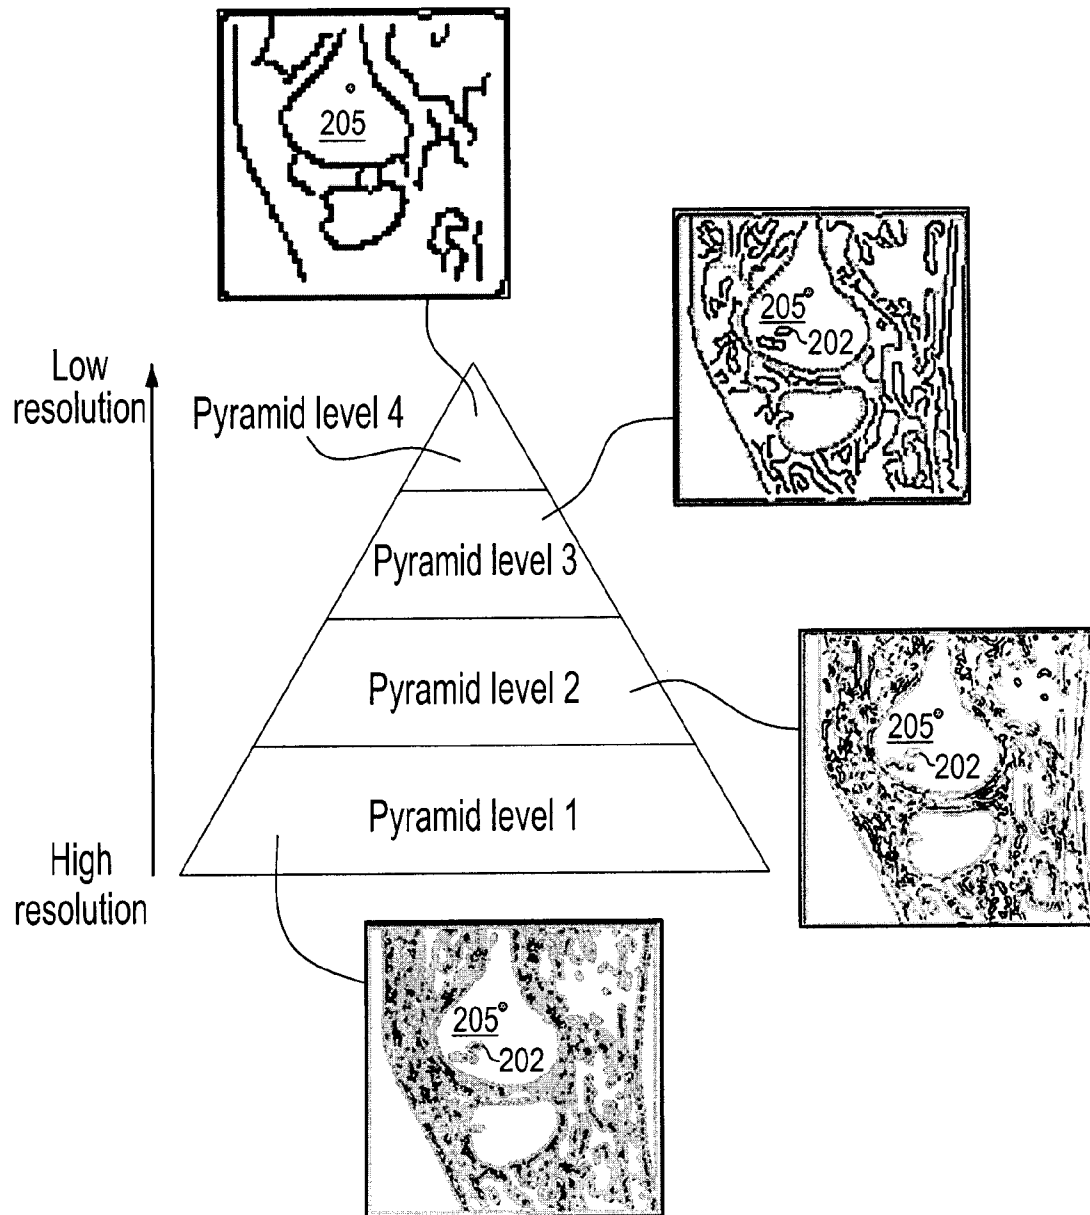 205
205
202
Low
resolution
Pyramid level 4
Pyramid level 3
205
202
Pyramid level 2
Pyramid level 1
High
resolution
205
202